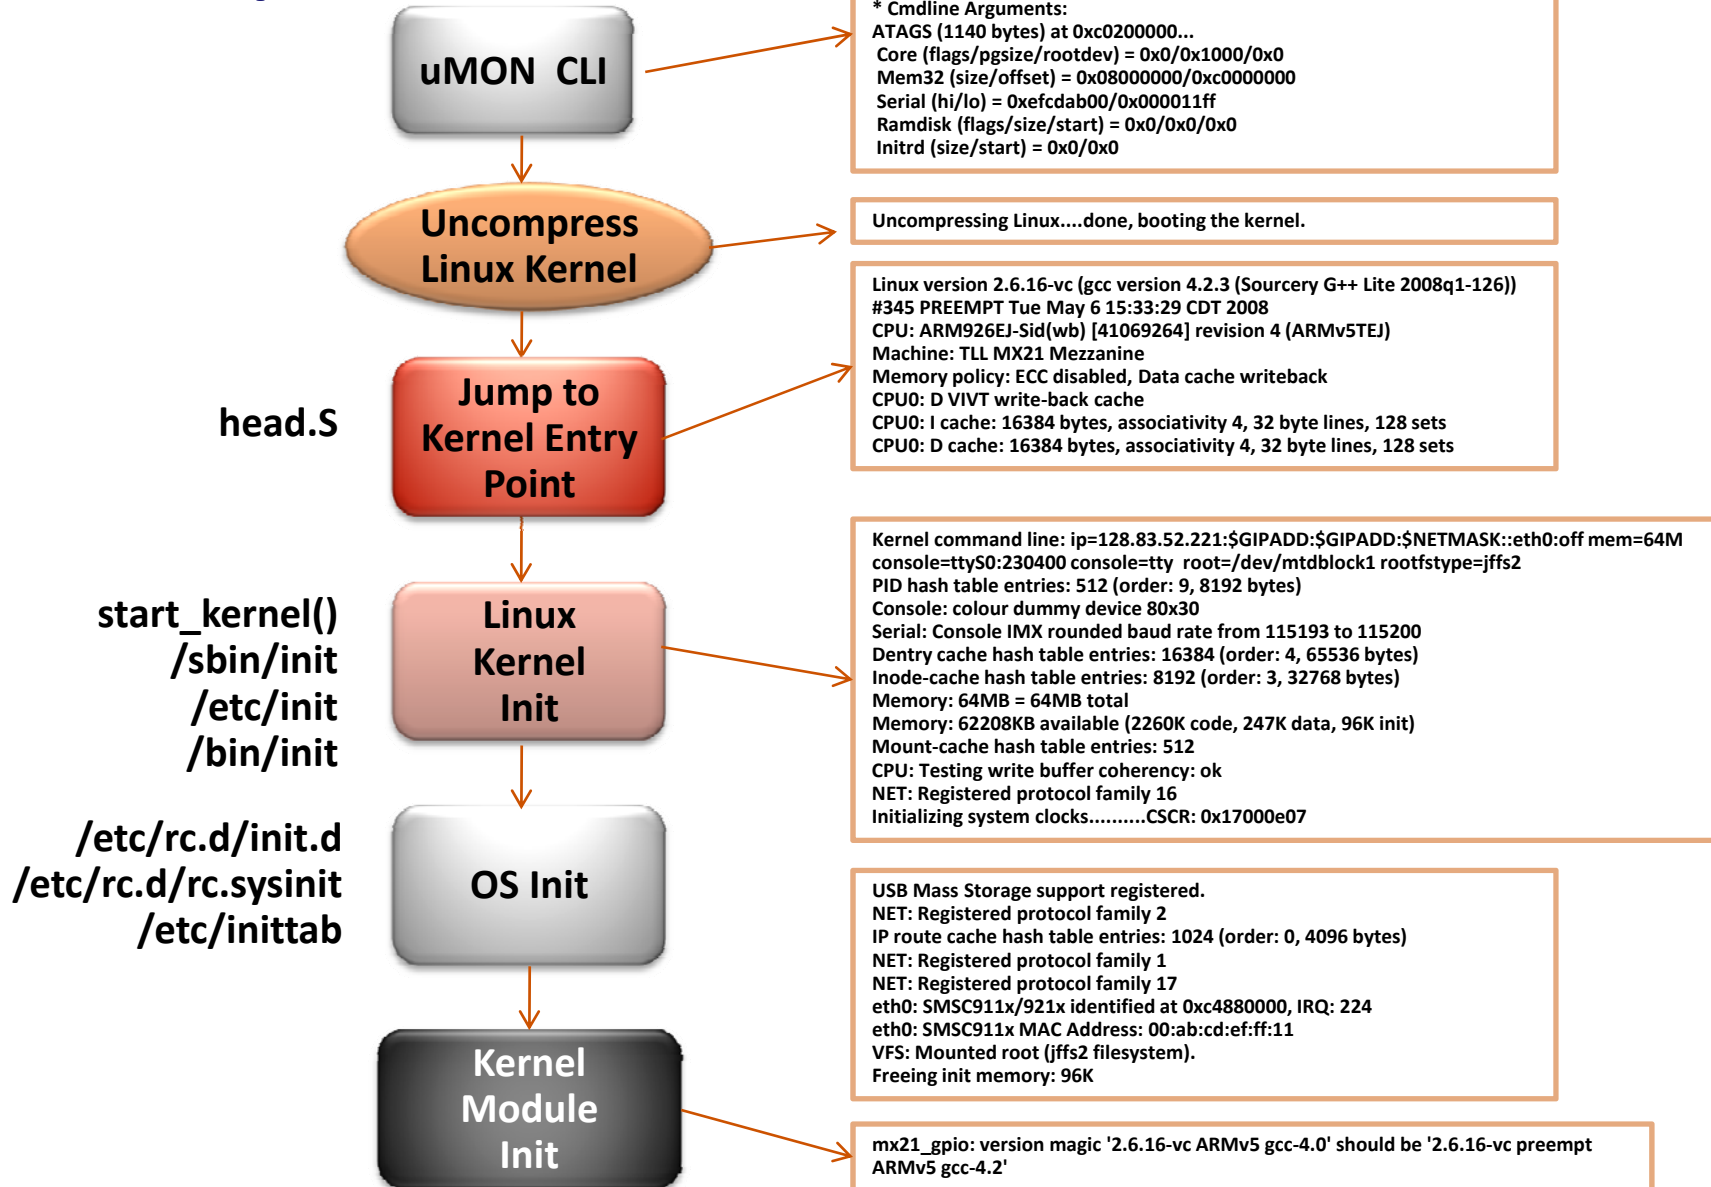 * Cmdline Arguments:
ATAGS (1140 bytes) at 0xc0200000...
Core (flags/pgsize/rootdev) = 0x0/0x1000/0x0
Mem32 (size/offset) = 0x08000000/0xc0000000
Serial (hi/lo) = 0xefcdab00/0x000011ff
Ramdisk (flags/size/start) = 0x0/0x0/0x0
Initrd (size/start) = 0x0/0x0
uMON CLI
Uncompress
Linux Kernel
Uncompressing Linux....done, booting the kernel.
head.S
Jump to
Kernel Entry
Point
Linux version 2.6.16-vc (gcc version 4.2.3 (Sourcery G++ Lite 2008q1-126))
#345 PREEMPT Tue May 6 15:33:29 CDT 2008
CPU: ARM926EJ-Sid(wb) [41069264] revision 4 (ARMv5TEJ)
Machine: TLL MX21 Mezzanine
Memory policy: ECC disabled, Data cache writeback
CPU0: D VIVT write-back cache
CPU0: I cache: 16384 bytes, associativity 4, 32 byte lines, 128 sets
CPU0: D cache: 16384 bytes, associativity 4, 32 byte lines, 128 sets
start_kernel()
/sbin/init
/etc/init
/bin/init
Linux
Kernel
Init
Kernel command line: ip=128.83.52.221:$GIPADD:$GIPADD:$NETMASK::eth0:off mem=64M
console=ttyS0:230400 console=tty root=/dev/mtdblock1 rootfstype=jffs2
PID hash table entries: 512 (order: 9, 8192 bytes)
Console: colour dummy device 80x30
Serial: Console IMX rounded baud rate from 115193 to 115200
Dentry cache hash table entries: 16384 (order: 4, 65536 bytes)
Inode-cache hash table entries: 8192 (order: 3, 32768 bytes)
Memory: 64MB = 64MB total
Memory: 62208KB available (2260K code, 247K data, 96K init)
Mount-cache hash table entries: 512
CPU: Testing write buffer coherency: ok
NET: Registered protocol family 16
Initializing system clocks..........CSCR: 0x17000e07
/etc/rc.d/init.d
/etc/rc.d/rc.sysinit
/etc/inittab
OS Init
USB Mass Storage support registered.
NET: Registered protocol family 2
IP route cache hash table entries: 1024 (order: 0, 4096 bytes)
NET: Registered protocol family 1
NET: Registered protocol family 17
eth0: SMSC911x/921x identified at 0xc4880000, IRQ: 224
eth0: SMSC911x MAC Address: 00:ab:cd:ef:ff:11
VFS: Mounted root (jffs2 filesystem).
Freeing init memory: 96K
Kernel
Module
Init
mx21_gpio: version magic '2.6.16-vc ARMv5 gcc-4.0' should be '2.6.16-vc preempt
ARMv5 gcc-4.2'